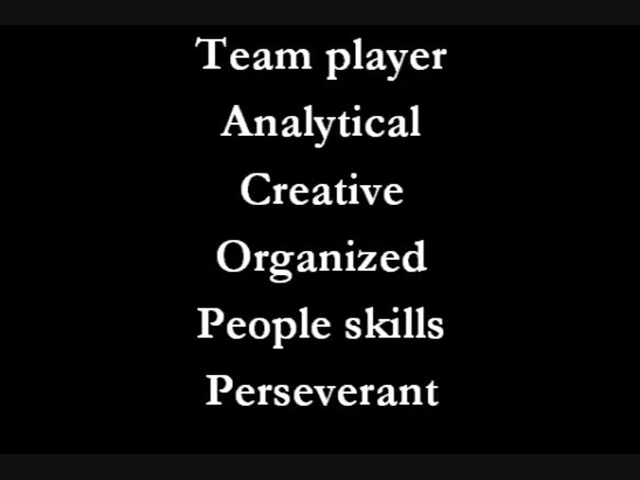 Team player
Analytical
Creative
Organized
People skills
Perseverant